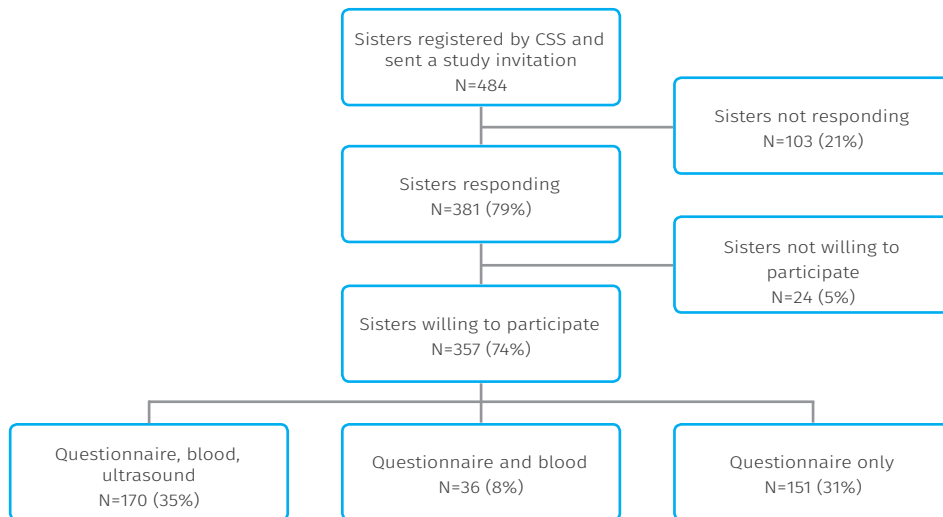 Sisters registered by CSS and
sent a study invitation
N=484
Sisters not responding
N=103 (21%)
Sisters responding
N=381 (79%)
Sisters not willing to
participate
N=24 (5%)
Sisters willing to participate
N=357 (74%)
Questionnaire, blood,
ultrasound
N=170 (35%)
Questionnaire and blood
N=36 (8%)
Questionnaire only
N=151 (31%)